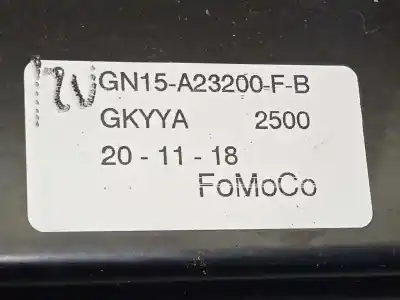 GN15-A23200-F-B
GKYYA 2500
20 - 11 - 18
FoMoCo